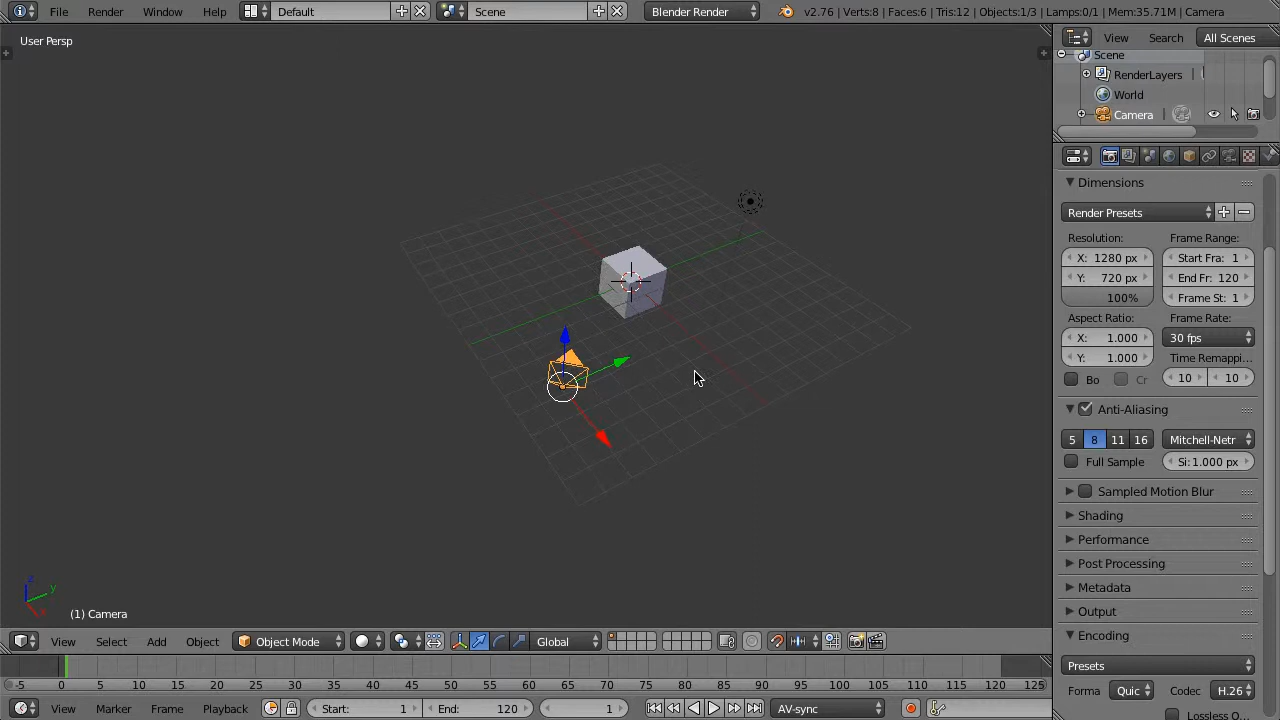 File Render Window Help Default Scene Blender Render v2.76 | Verts:8 | Faces:6 | Tris:12 | Objects:1/3 | Lamps:0/1 | Mem:35.71M | Camera
User Persp
View Search All Scenes
Scene
RenderLayers |
World
Camera |
Dimensions
Render Presets
Resolution: Frame Range:
X: 1280 px Start Fra: 1
Y: 720 px End Fr: 120
100% Frame St: 1
Aspect Ratio: Frame Rate:
X: 1.000 30 fps
Y: 1.000 Time Remappi...
Bo Cr 10 10
Anti-Aliasing
5 8 11 16 Mitchell-Netr
Full Sample Si: 1.000 px
Sampled Motion Blur
Shading
Performance
Post Processing
Metadata
Output
Encoding
Presets
Forma Quic Codec H.26
Lossless O...
z y x
(1) Camera
View Select Add Object Object Mode Global
-5 0 5 10 15 20 25 30 35 40 45 50 55 60 65 70 75 80 85 90 95 100 105 110 115 120 125
View Marker Frame Playback Start: 1 End: 120 1 AV-sync